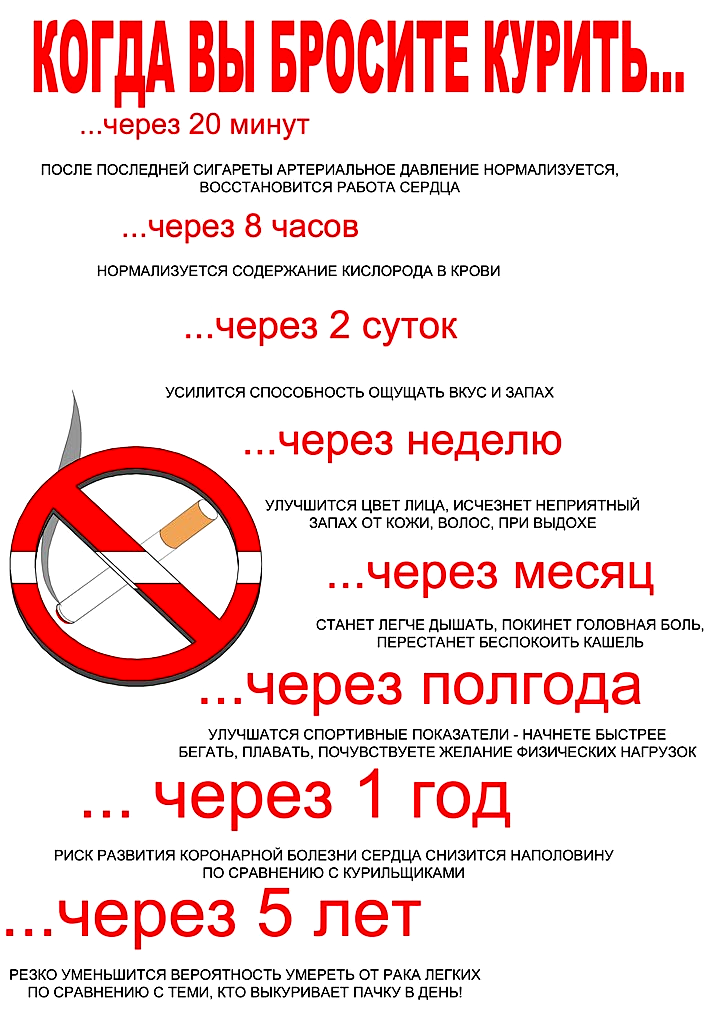 КОГДА ВЫ БРОСИТЕ КУРИТЬ...
...через 20 минут
ПОСЛЕ ПОСЛЕДНЕЙ СИГАРЕТЫ АРТЕРИАЛЬНОЕ ДАВЛЕНИЕ НОРМАЛИЗУЕТСЯ,
ВОССТАНОВИТСЯ РАБОТА СЕРДЦА
...через 8 часов
НОРМАЛИЗУЕТСЯ СОДЕРЖАНИЕ КИСЛОРОДА В КРОВИ
...через 2 суток
УСИЛИТСЯ СПОСОБНОСТЬ ОЩУЩАТЬ ВКУС И ЗАПАХ
...через неделю
УЛУЧШИТСЯ ЦВЕТ ЛИЦА, ИСЧЕЗНЕТ НЕПРИЯТНЫЙ
ЗАПАХ ОТ КОЖИ, ВОЛОС, ПРИ ВЫДОХЕ
...через месяц
СТАНЕТ ЛЕГЧЕ ДЫШАТЬ, ПОКИНЕТ ГОЛОВНАЯ БОЛЬ,
ПЕРЕСТАНЕТ БЕСПОКОИТЬ КАШЕЛЬ
...через полгода
УЛУЧШАТСЯ СПОРТИВНЫЕ ПОКАЗАТЕЛИ - НАЧНЕТЕ БЫСТРЕЕ
БЕГАТЬ, ПЛАВАТЬ, ПОЧУВСТВУЕТЕ ЖЕЛАНИЕ ФИЗИЧЕСКИХ НАГРУЗОК
... через 1 год
РИСК РАЗВИТИЯ КОРОНАРНОЙ БОЛЕЗНИ СЕРДЦА СНИЗИТСЯ НАПОЛОВИНУ
ПО СРАВНЕНИЮ С КУРИЛЬЩИКАМИ
...через 5 лет
РЕЗКО УМЕНЬШИТСЯ ВЕРОЯТНОСТЬ УМЕРЕТЬ ОТ РАКА ЛЕГКИХ
ПО СРАВНЕНИЮ С ТЕМИ, КТО ВЫКУРИВАЕТ ПАЧКУ В ДЕНЬ!